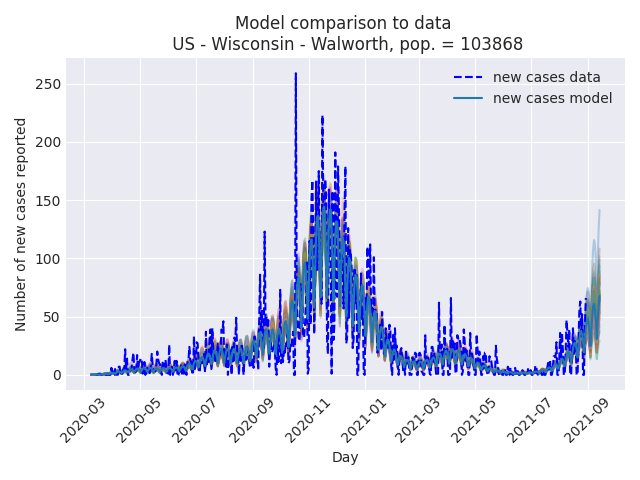 Model comparison to data
US - Wisconsin - Walworth, pop. = 103868
new cases data
new cases model
Number of new cases reported
250
200
150
100
50
0
2020-03
2020-05
2020-07
2020-09
2020-11
2021-01
2021-03
2021-05
2021-07
2021-09
Day